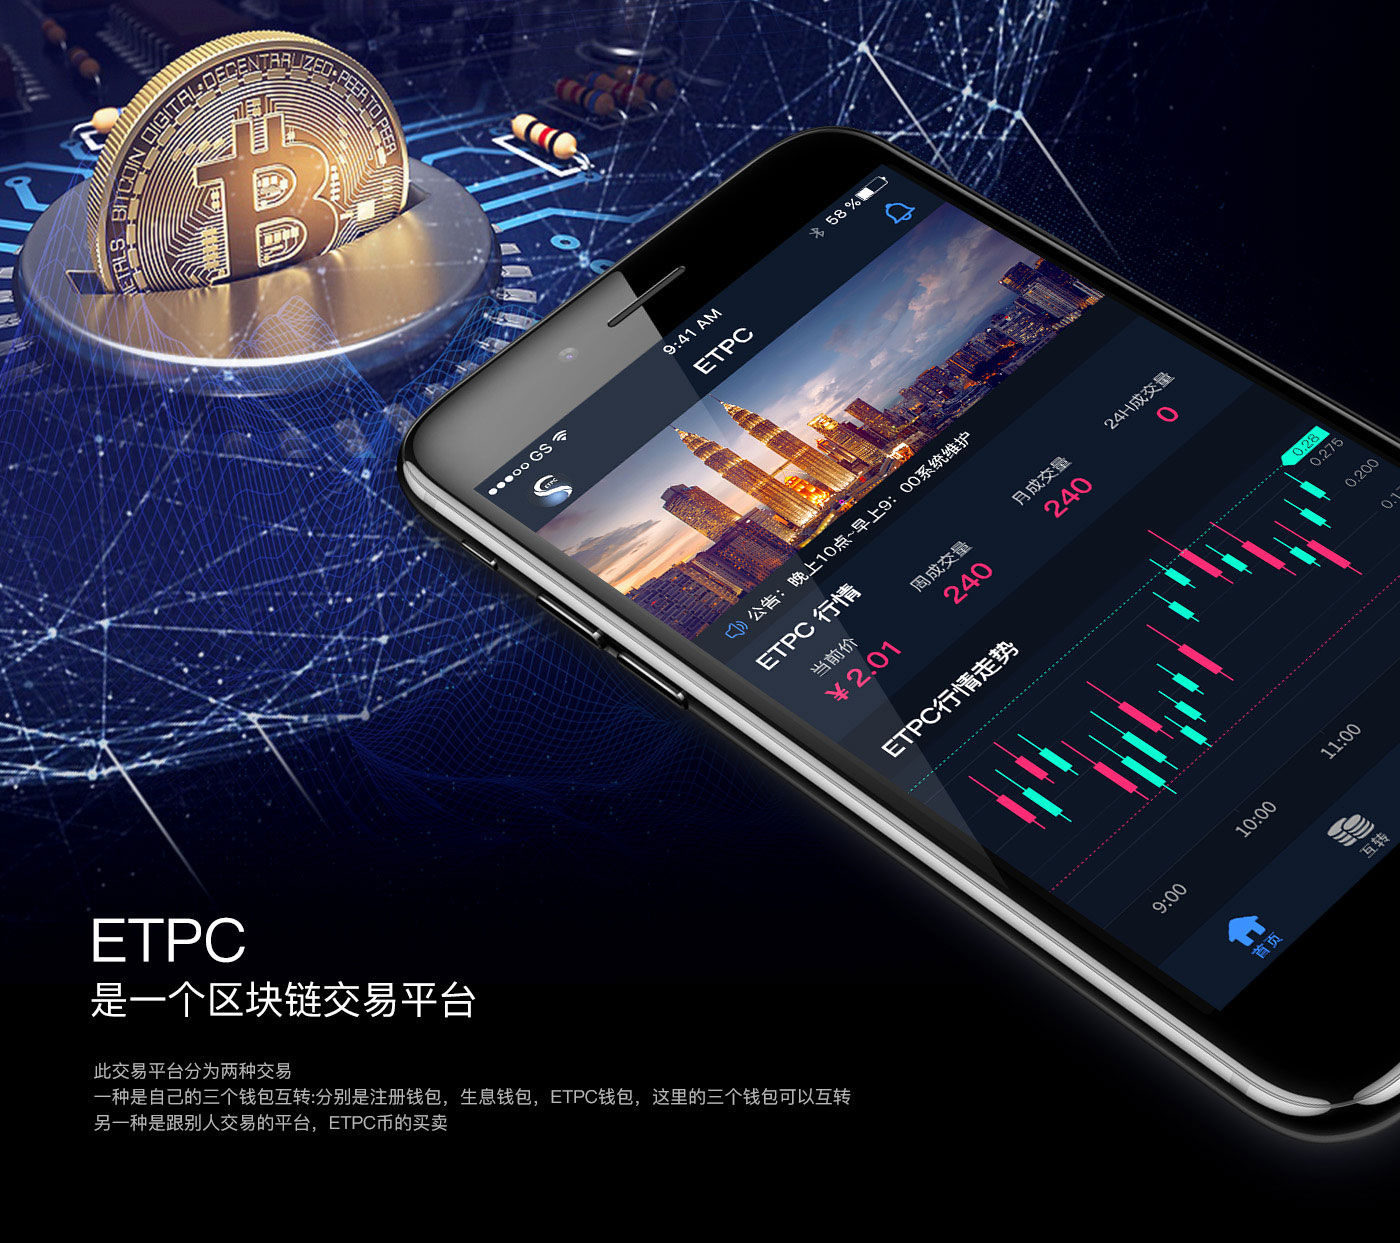 BITCOIN DIGITAL DECENTRALIZED PEER TO PEER
METALS
58 %
9:41 AM
ETPC
GS
ETPC
公告：晚上10点~早上9：00系统维护
ETPC 行情
当前价
¥ 2.01
周成交量
240
月成交量
240
24H成交量
0
ETPC行情走势
0.28
0.275
0.200
9:00
10:00
11:00
首页
互转
ETPC
是一个区块链交易平台
此交易平台分为两种交易
一种是自己的三个钱包互转:分别是注册钱包，生息钱包，ETPC钱包，这里的三个钱包可以互转
另一种是跟别人交易的平台，ETPC币的买卖